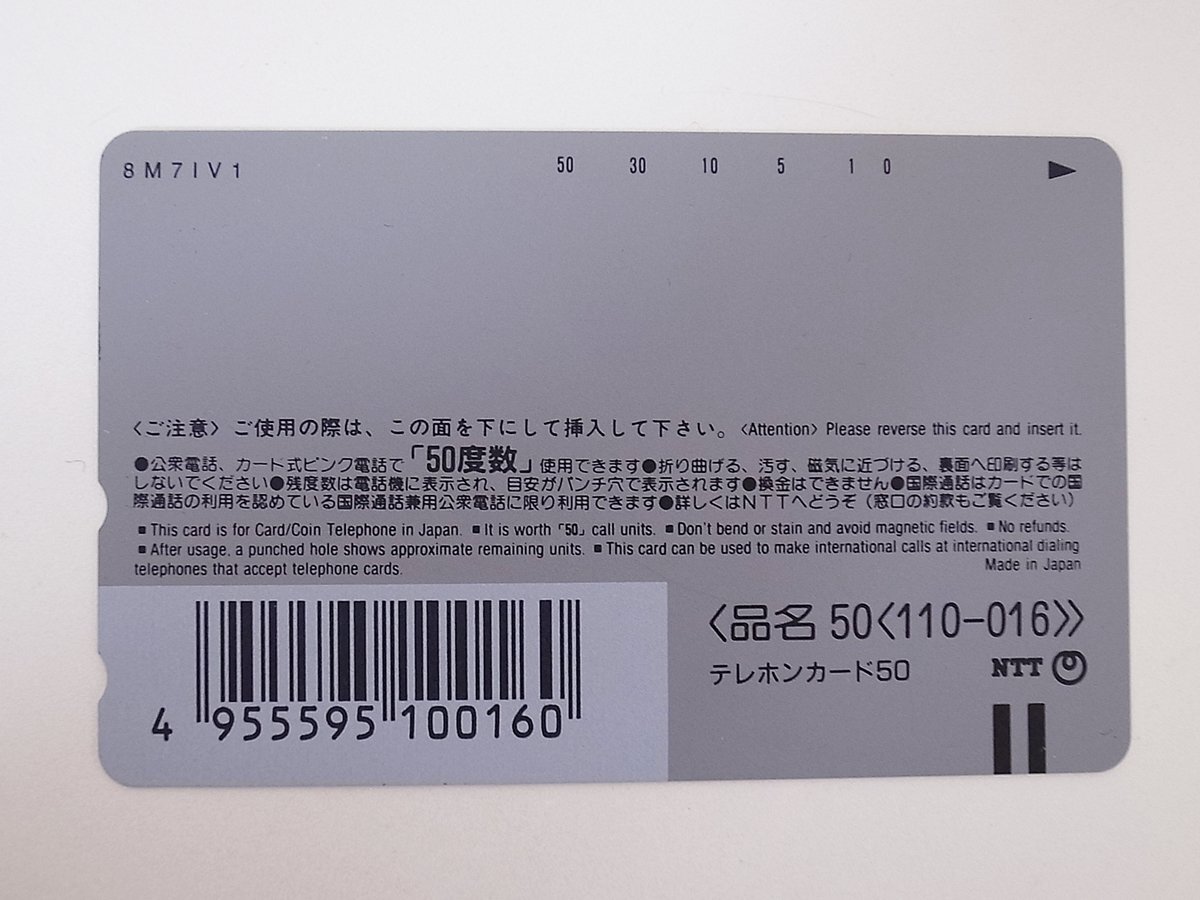 8M7IV1 50 30 10 5 1 0
〈ご注意〉ご使用の際は、この面を下にして挿入して下さい。〈Attention〉 Please reverse this card and insert it.
●公衆電話、カード式ピンク電話で「50度数」使用できます●折り曲げる、汚す、磁気に近づける、裏面へ印刷する等は
しないでください●残度数は電話機に表示され、目安がパンチ穴で表示されます●換金はできません●国際通話はカードでの国
際通話の利用を認めている国際通話兼用公衆電話に限り利用できます●詳しくはNTTへどうぞ(窓口の約款もご覧ください)
■This card is for Card/Coin Telephone in Japan. ■It is worth「50」call units. ■Don't bend or stain and avoid magnetic fields. ■No refunds.
■After usage, a punched hole shows approximate remaining units. ■This card can be used to make international calls at international dialing
telephones that accept telephone cards. Made in Japan
〈品名 50〈110-016〉〉
テレホンカード50 NTT
4 955595 100160